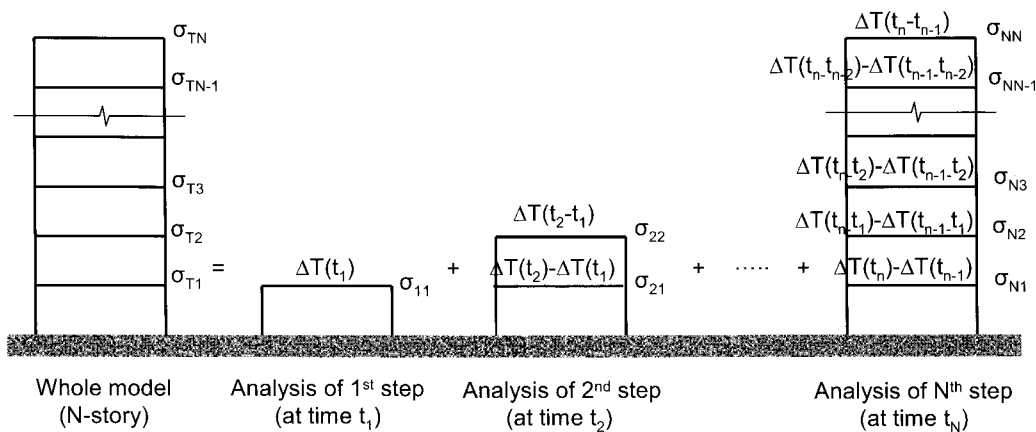 σTN
σTN-1
σT3
σT2
σT1
=
ΔT(t1)
σ11
+
ΔT(t2-t1)
σ22
ΔT(t2)-ΔT(t1)
σ21
+
.....
+
ΔT(tn-tn-1)
σNN
ΔT(tn-tn-2)-ΔT(tn-1-tn-2)
σNN-1
ΔT(tn-t2)-ΔT(tn-1-t2)
σN3
ΔT(tn-t1)-ΔT(tn-1-t1)
σN2
ΔT(tn)-ΔT(tn-1)
σN1
Whole model
(N-story)
Analysis of 1st step
(at time t1)
Analysis of 2nd step
(at time t2)
Analysis of Nth step
(at time tN)